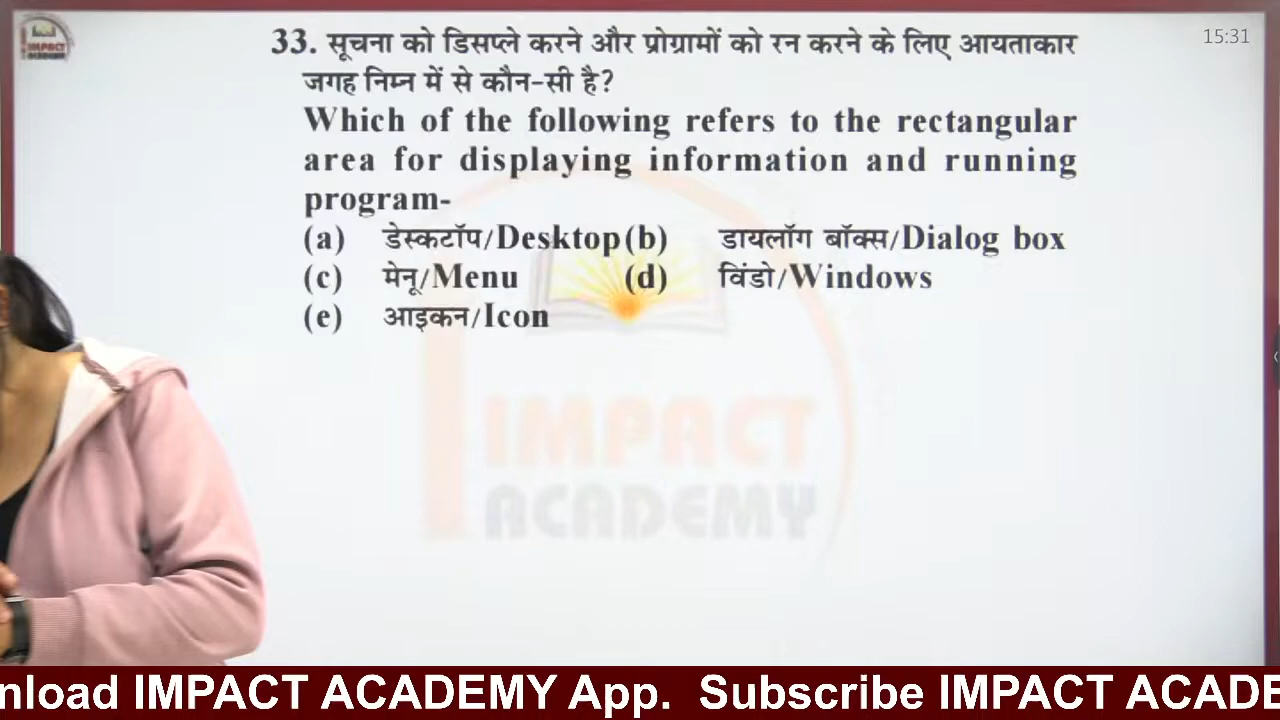 IMPACT
ACADEMY
15:31
33. सूचना को डिसप्ले करने और प्रोग्रामों को रन करने के लिए आयताकार
जगह निम्न में से कौन-सी है?
Which of the following refers to the rectangular
area for displaying information and running
program-
(a) डेस्कटॉप/Desktop (b) डायलॉग बॉक्स/Dialog box
(c) मेनू/Menu (d) विंडो/Windows
(e) आइकन/Icon
IMPACT
ACADEMY
nload IMPACT ACADEMY App. Subscribe IMPACT ACADE